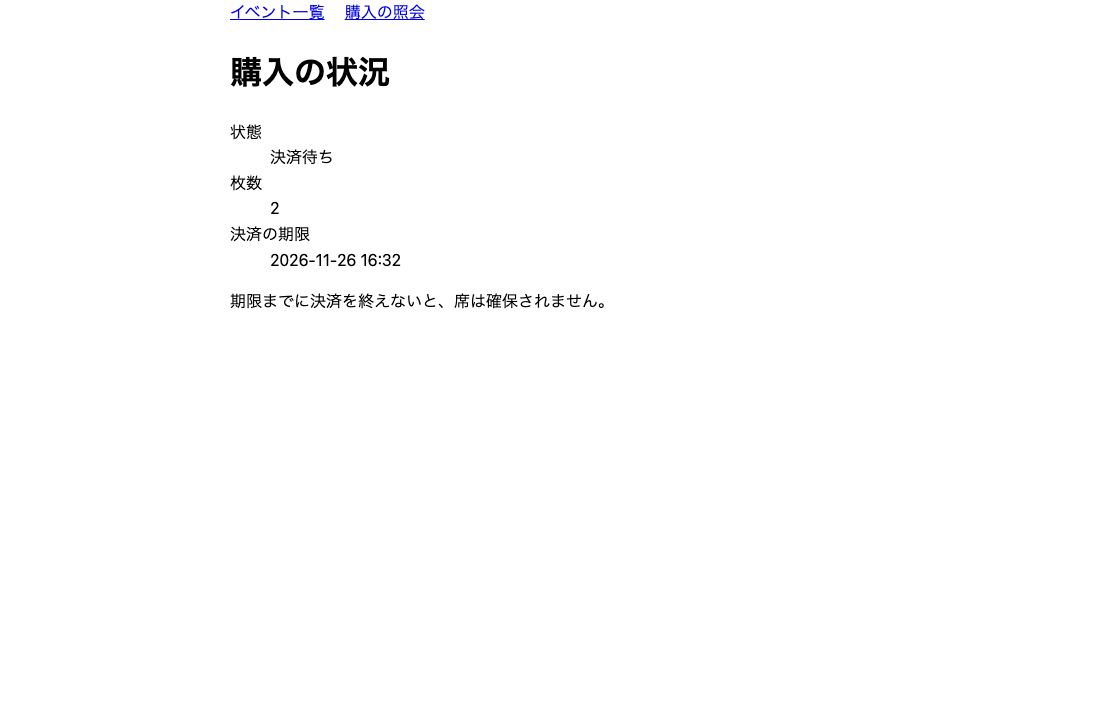 イベント一覧 購入の照会
購入の状況
状態
決済待ち
枚数
2
決済の期限
2026-11-26 16:32
期限までに決済を終えないと、席は確保されません。